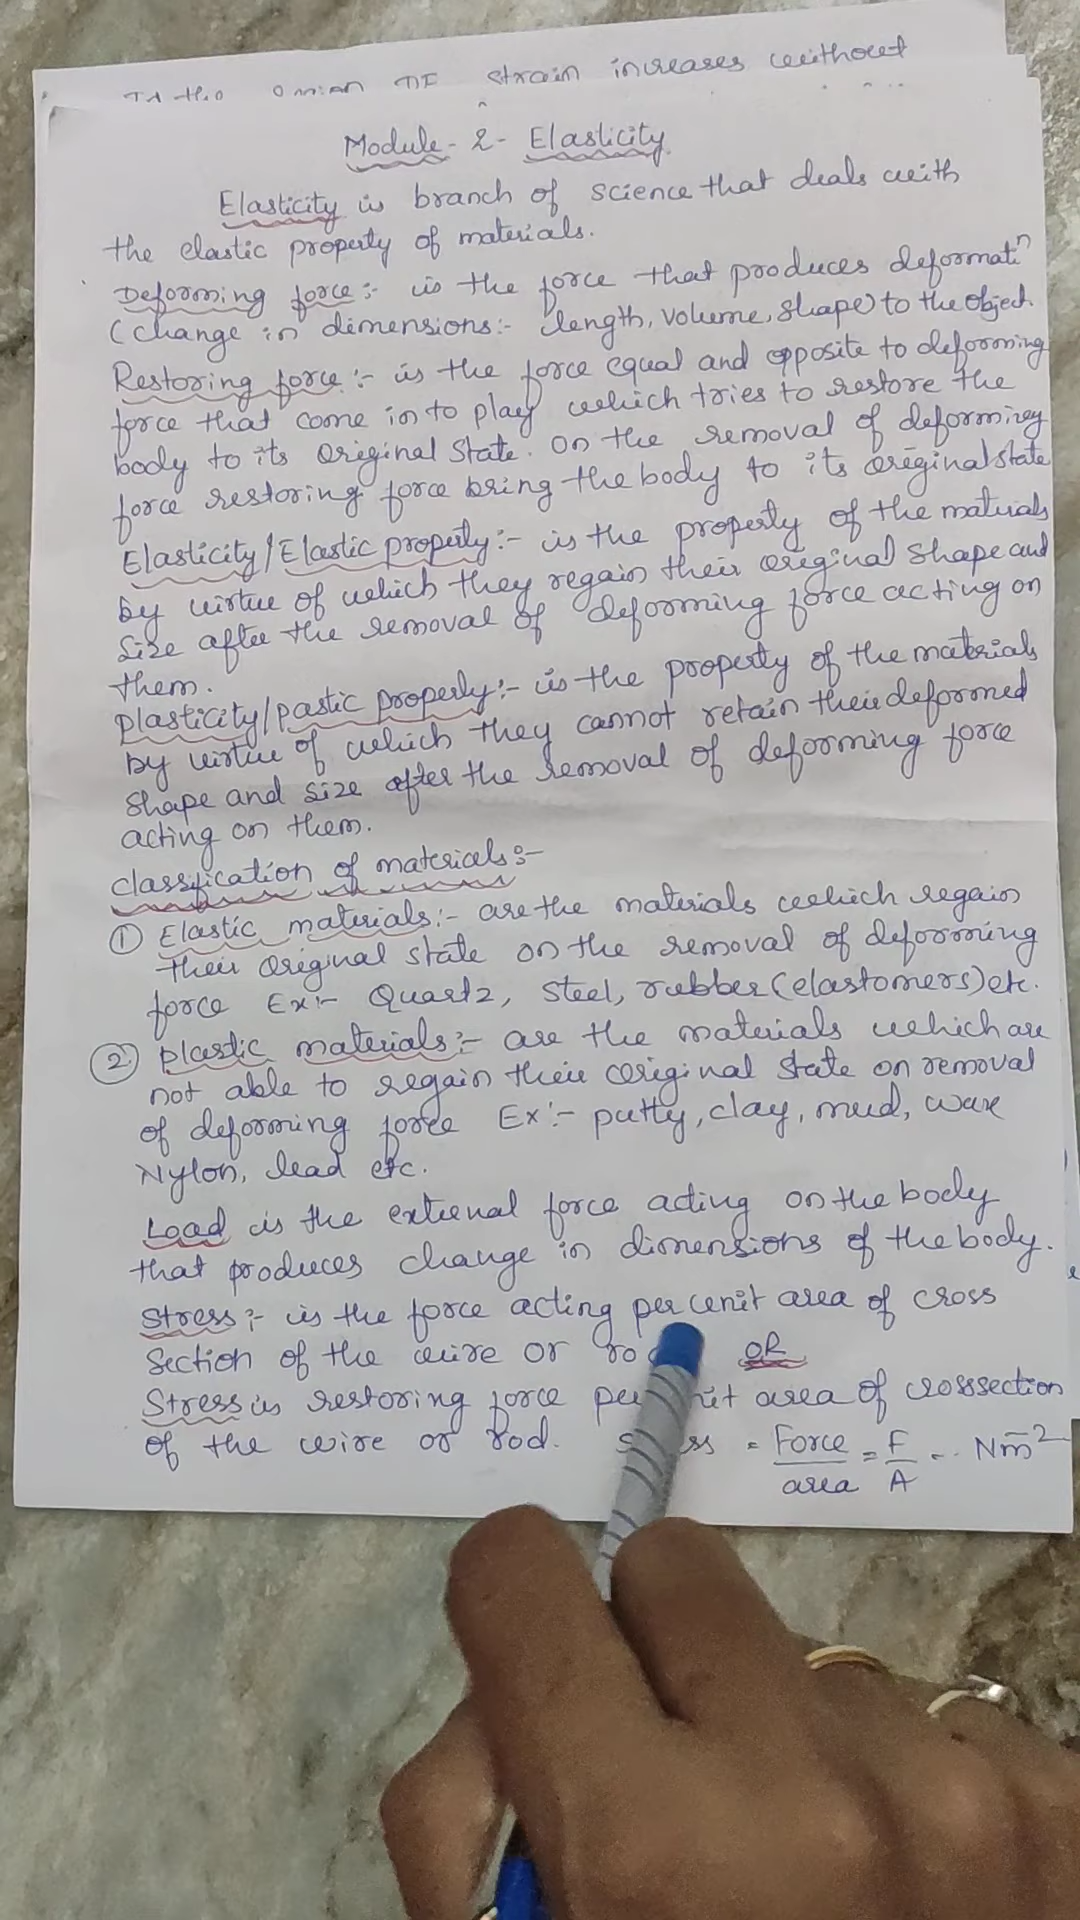 strain increases without
Module - 2 - Elasticity
Elasticity is branch of science that deals with
the elastic property of materials.
Deforming force :- is the force that produces deformatiⁿ
(change in dimensions:- length, volume, shape) to the object.
Restoring force :- is the force equal and opposite to deforming
force that come in to play which tries to restore the
body to its original state. On the removal of deforming
force restoring force bring the body to its original state
Elasticity/Elastic property :- is the property of the materials
by virtue of which they regain their original shape and
size after the removal of deforming force acting on
them.
plasticity/pastic property :- is the property of the materials
by virtue of which they cannot retain their deformed
shape and size after the removal of deforming force
acting on them.
classification of materials :-
① Elastic materials :- are the materials which regain
their original state on the removal of deforming
force Ex :- Quartz, steel, rubber (elastomers) etc.
② plastic materials :- are the materials which are
not able to regain their original state on removal
of deforming force Ex :- putty, clay, mud, wax
Nylon, lead etc.
Load is the external force acting on the body
that produces change in dimensions of the body.
Stress :- is the force acting per unit area of cross
section of the wire or OR
Stress is restoring force area of crosssection
of the wire or rod. = Force/area = F/A .. Nm̄²